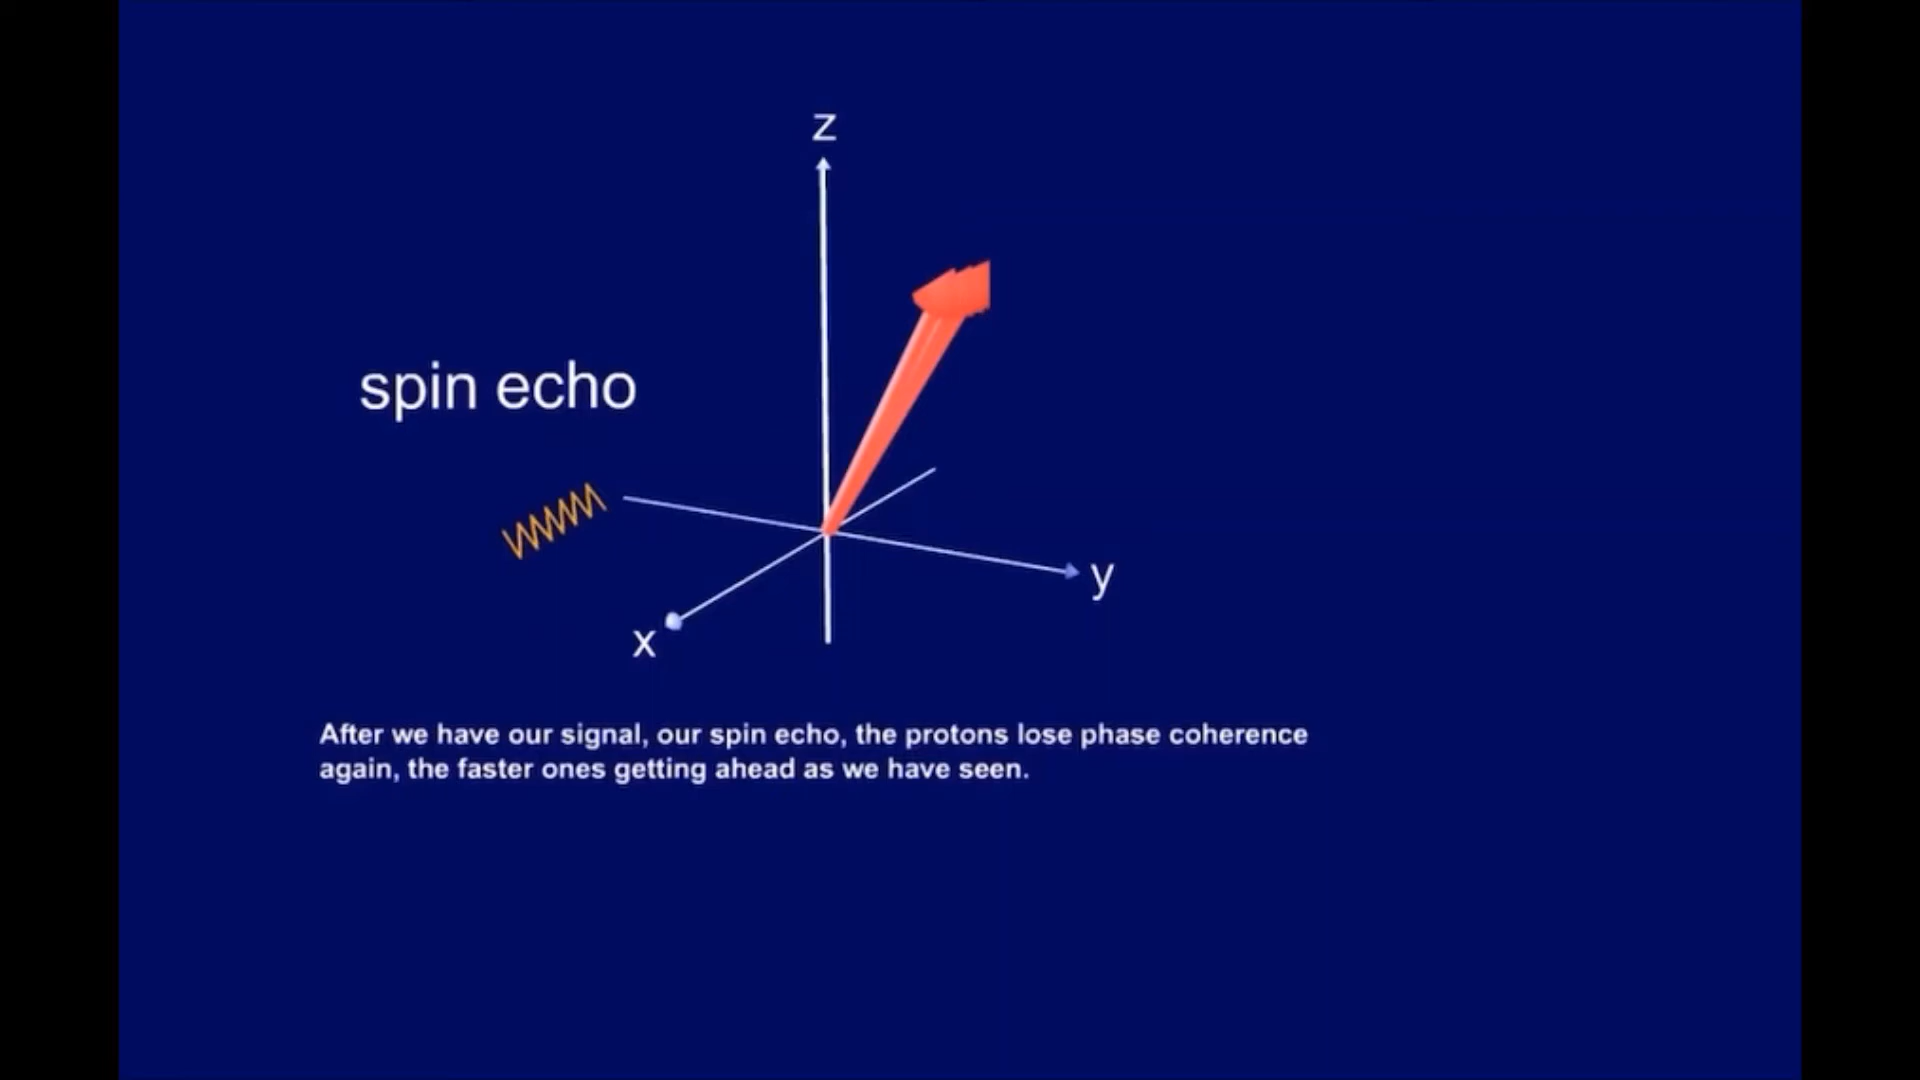 z
spin echo
y
x
After we have our signal, our spin echo, the protons lose phase coherence
again, the faster ones getting ahead as we have seen.